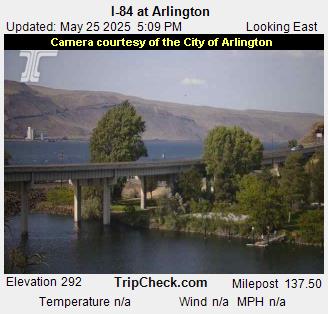 I-84 at Arlington
Updated: May 25 2025 5:09 PM Looking East
Camera courtesy of the City of Arlington
Elevation 292 TripCheck.com Milepost 137.50
Temperature n/a Wind n/a MPH n/a